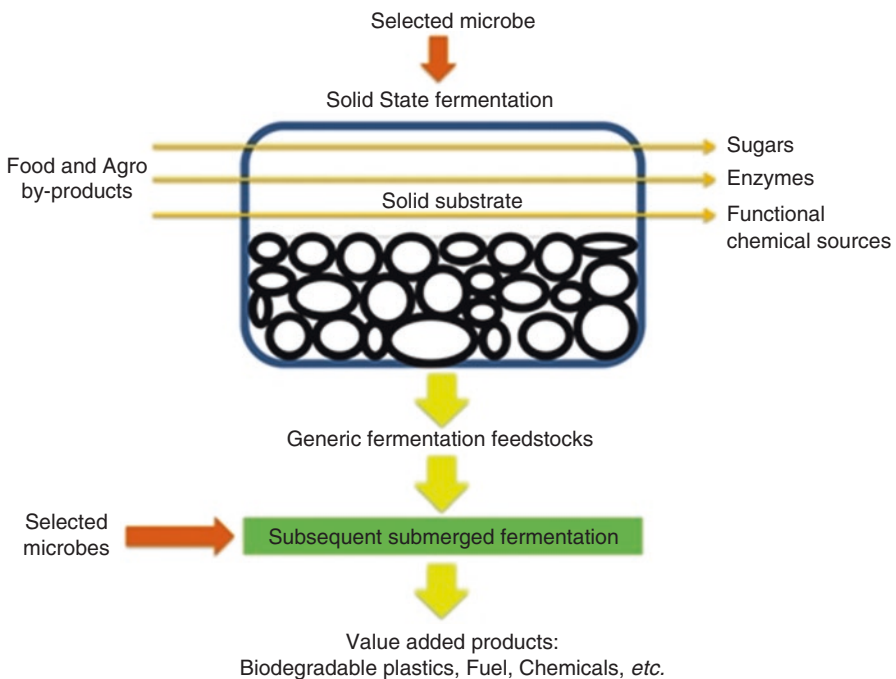 Selected microbe
Solid State fermentation
Food and Agro
by-products
Sugars
Enzymes
Solid substrate
Functional
chemical sources
Generic fermentation feedstocks
Selected
microbes
Subsequent submerged fermentation
Value added products:
Biodegradable plastics, Fuel, Chemicals, etc.